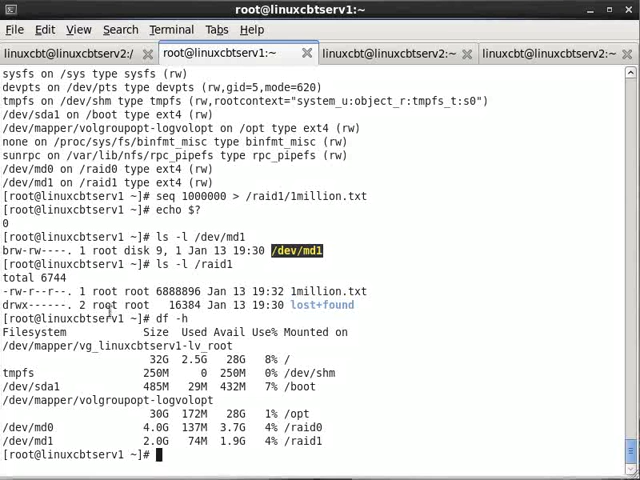 root@linuxcbtserv1:~
File Edit View Search Terminal Tabs Help
linuxcbt@linuxcbtserv2:/ root@linuxcbtserv1:~ linuxcbt@linuxcbtserv2:~ linuxcbt@linuxcbtserv2:~
sysfs on /sys type sysfs (rw)
devpts on /dev/pts type devpts (rw,gid=5,mode=620)
tmpfs on /dev/shm type tmpfs (rw,rootcontext="system_u:object_r:tmpfs_t:s0")
/dev/sda1 on /boot type ext4 (rw)
/dev/mapper/volgroupopt-logvolopt on /opt type ext4 (rw)
none on /proc/sys/fs/binfmt_misc type binfmt_misc (rw)
sunrpc on /var/lib/nfs/rpc_pipefs type rpc_pipefs (rw)
/dev/md0 on /raid0 type ext4 (rw)
/dev/md1 on /raid1 type ext4 (rw)
[root@linuxcbtserv1 ~]# seq 1000000 > /raid1/1million.txt
[root@linuxcbtserv1 ~]# echo $?
0
[root@linuxcbtserv1 ~]# ls -l /dev/md1
brw-rw----. 1 root disk 9, 1 Jan 13 19:30 /dev/md1
[root@linuxcbtserv1 ~]# ls -l /raid1
total 6744
-rw-r--r--. 1 root root 6888896 Jan 13 19:32 1million.txt
drwx------. 2 root root 16384 Jan 13 19:30 lost+found
[root@linuxcbtserv1 ~]# df -h
Filesystem Size Used Avail Use% Mounted on
/dev/mapper/vg_linuxcbtserv1-lv_root
32G 2.5G 28G 8% /
tmpfs 250M 0 250M 0% /dev/shm
/dev/sda1 485M 29M 432M 7% /boot
/dev/mapper/volgroupopt-logvolopt
30G 172M 28G 1% /opt
/dev/md0 4.0G 137M 3.7G 4% /raid0
/dev/md1 2.0G 74M 1.9G 4% /raid1
[root@linuxcbtserv1 ~]#